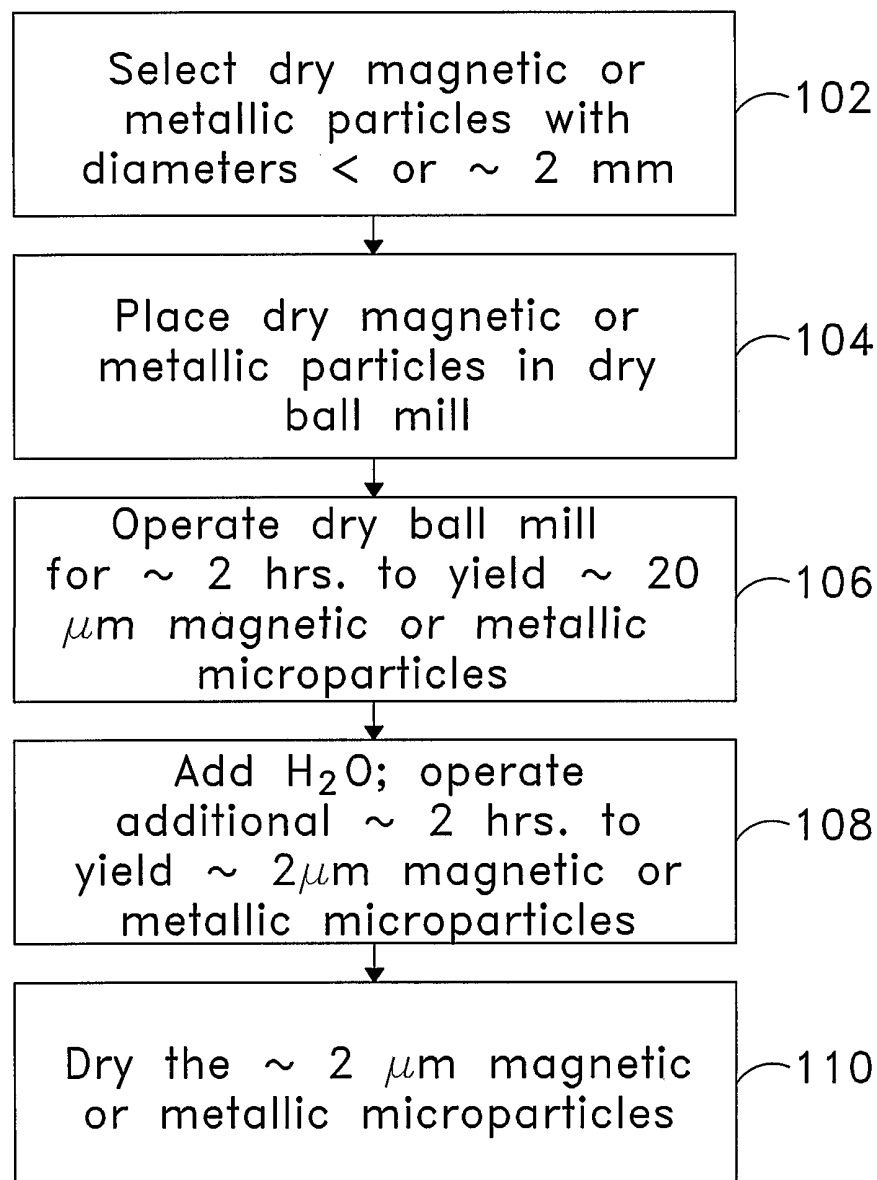 Select dry magnetic or
metallic particles with
diameters < or ~ 2 mm
102
Place dry magnetic or
metallic particles in dry
ball mill
104
Operate dry ball mill
for ~ 2 hrs. to yield ~ 20
μm magnetic or metallic
microparticles
106
Add H₂O; operate
additional ~ 2 hrs. to
yield ~ 2μm magnetic or
metallic microparticles
108
Dry the ~ 2 μm magnetic
or metallic microparticles
110